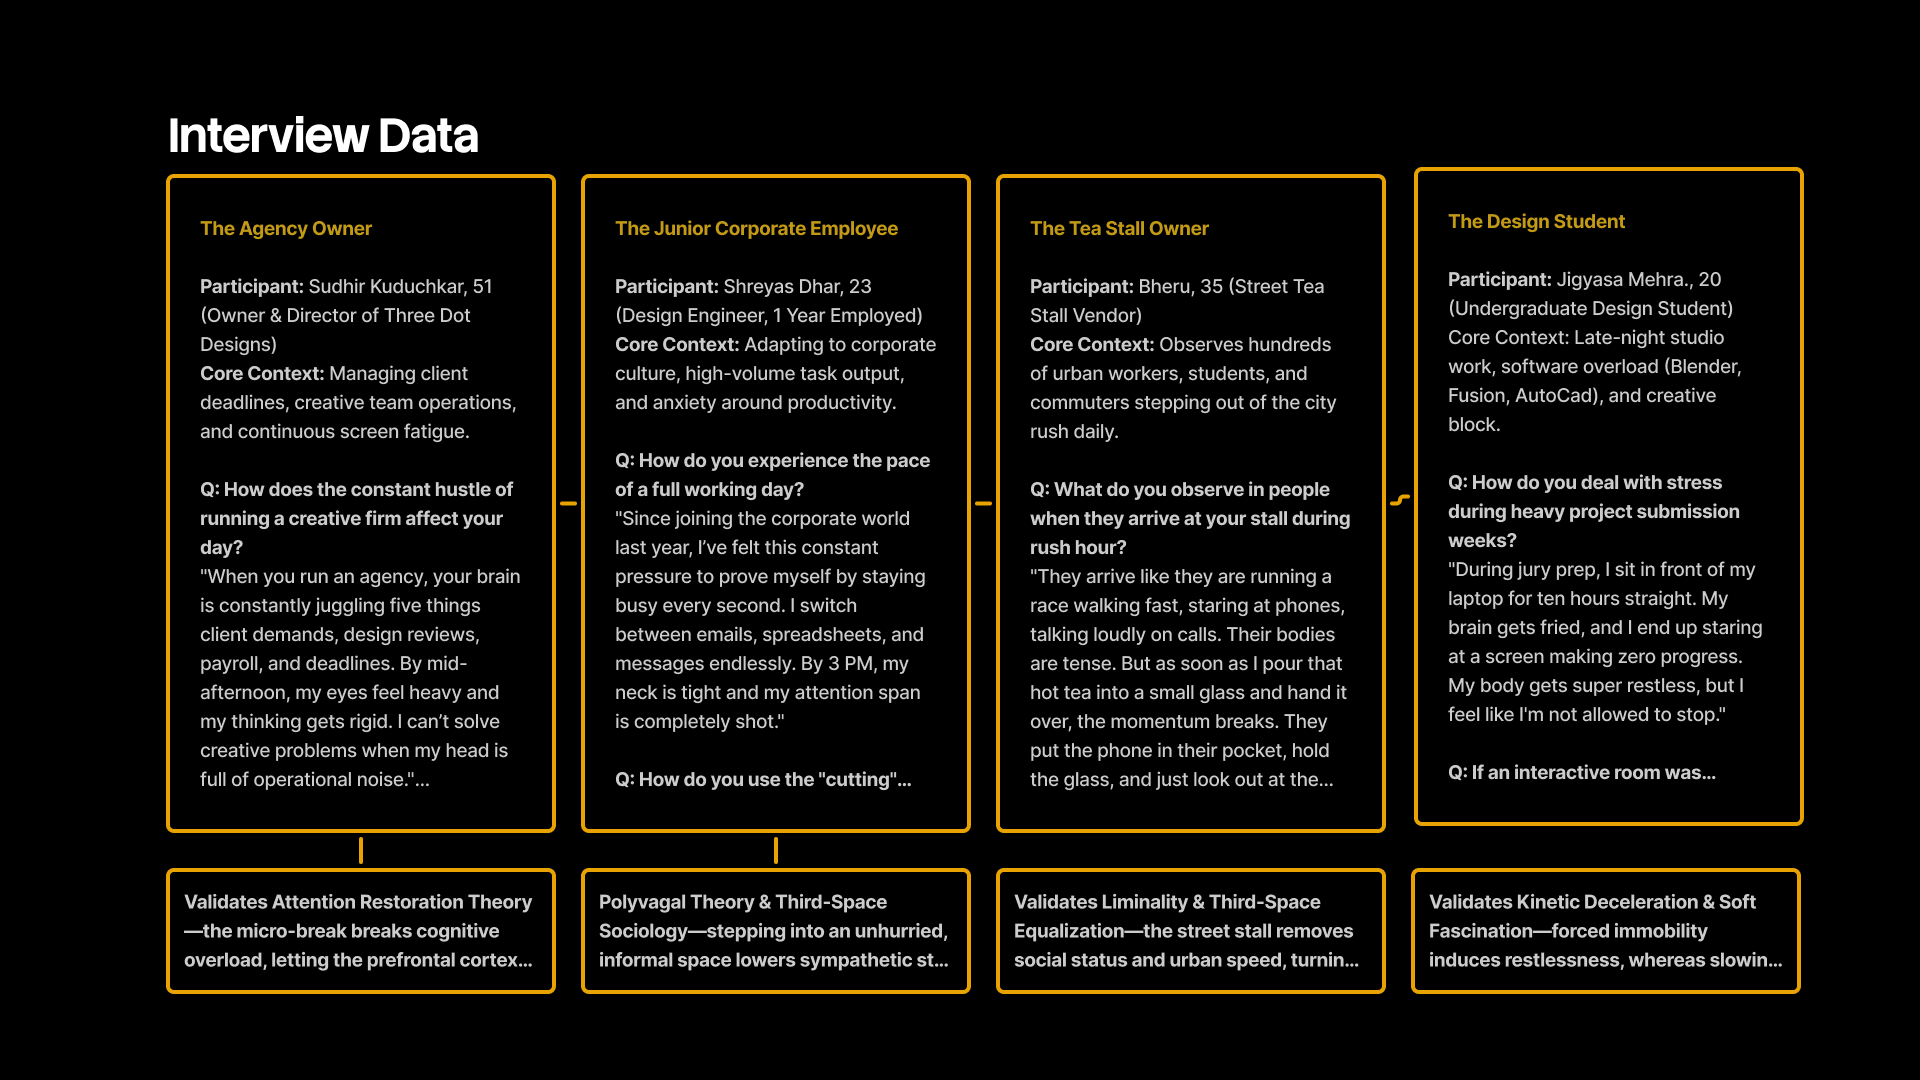 Interview Data
The Agency Owner
Participant: Sudhir Kuduchkar, 51
(Owner & Director of Three Dot
Designs)
Core Context: Managing client
deadlines, creative team operations,
and continuous screen fatigue.
Q: How does the constant hustle of
running a creative firm affect your
day?
"When you run an agency, your brain
is constantly juggling five things
client demands, design reviews,
payroll, and deadlines. By mid-
afternoon, my eyes feel heavy and
my thinking gets rigid. I can’t solve
creative problems when my head is
full of operational noise."...
Validates Attention Restoration Theory
—the micro-break breaks cognitive
overload, letting the prefrontal cortex...
The Junior Corporate Employee
Participant: Shreyas Dhar, 23
(Design Engineer, 1 Year Employed)
Core Context: Adapting to corporate
culture, high-volume task output,
and anxiety around productivity.
Q: How do you experience the pace
of a full working day?
"Since joining the corporate world
last year, I’ve felt this constant
pressure to prove myself by staying
busy every second. I switch
between emails, spreadsheets, and
messages endlessly. By 3 PM, my
neck is tight and my attention span
is completely shot."
Q: How do you use the "cutting"...
Polyvagal Theory & Third-Space
Sociology—stepping into an unhurried,
informal space lowers sympathetic st...
The Tea Stall Owner
Participant: Bheru, 35 (Street Tea
Stall Vendor)
Core Context: Observes hundreds
of urban workers, students, and
commuters stepping out of the city
rush daily.
Q: What do you observe in people
when they arrive at your stall during
rush hour?
"They arrive like they are running a
race walking fast, staring at phones,
talking loudly on calls. Their bodies
are tense. But as soon as I pour that
hot tea into a small glass and hand it
over, the momentum breaks. They
put the phone in their pocket, hold
the glass, and just look out at the...
Validates Liminality & Third-Space
Equalization—the street stall removes
social status and urban speed, turnin...
The Design Student
Participant: Jigyasa Mehra., 20
(Undergraduate Design Student)
Core Context: Late-night studio
work, software overload (Blender,
Fusion, AutoCad), and creative
block.
Q: How do you deal with stress
during heavy project submission
weeks?
"During jury prep, I sit in front of my
laptop for ten hours straight. My
brain gets fried, and I end up staring
at a screen making zero progress.
My body gets super restless, but I
feel like I'm not allowed to stop."
Q: If an interactive room was...
Validates Kinetic Deceleration & Soft
Fascination—forced immobility
induces restlessness, whereas slowin...